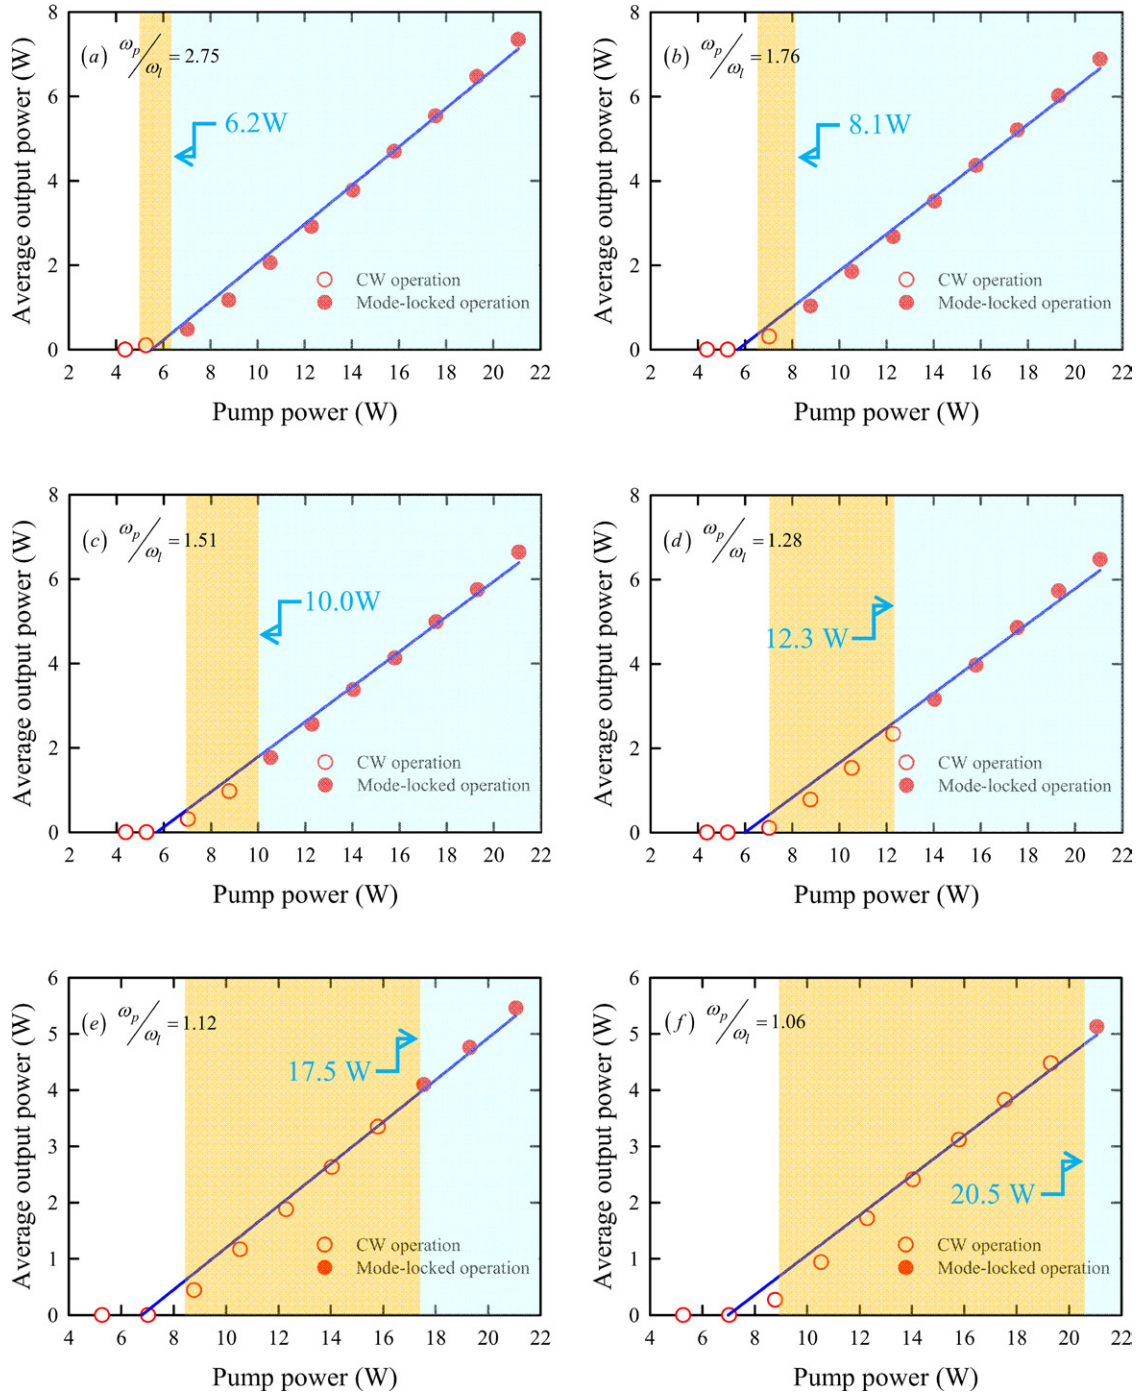 (a) ωp/ωl = 2.75
6.2W
CW operation
Mode-locked operation
Average output power (W)
0 2 4 6 8
2 4 6 8 10 12 14 16 18 20 22
Pump power (W)
(b) ωp/ωl = 1.76
8.1W
CW operation
Mode-locked operation
Average output power (W)
0 2 4 6 8
2 4 6 8 10 12 14 16 18 20 22
Pump power (W)
(c) ωp/ωl = 1.51
10.0W
CW operation
Mode-locked operation
Average output power (W)
0 2 4 6 8
2 4 6 8 10 12 14 16 18 20 22
Pump power (W)
(d) ωp/ωl = 1.28
12.3 W
CW operation
Mode-locked operation
Average output power (W)
0 2 4 6 8
2 4 6 8 10 12 14 16 18 20 22
Pump power (W)
(e) ωp/ωl = 1.12
17.5 W
CW operation
Mode-locked operation
Average output power (W)
0 1 2 3 4 5 6
4 6 8 10 12 14 16 18 20 22
Pump power (W)
(f) ωp/ωl = 1.06
20.5 W
CW operation
Mode-locked operation
Average output power (W)
0 1 2 3 4 5 6
4 6 8 10 12 14 16 18 20 22
Pump power (W)